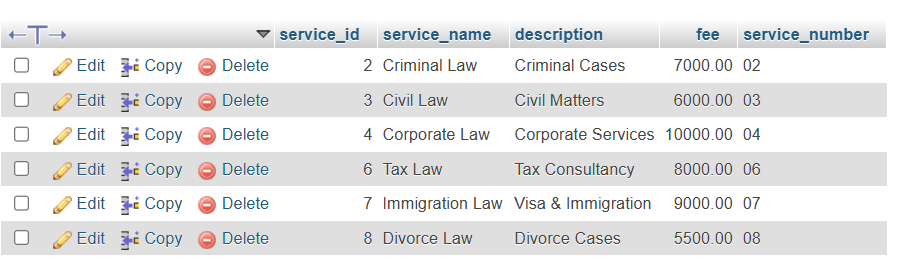 ←T→ service_id service_name description fee service_number
Edit Copy Delete 2 Criminal Law Criminal Cases 7000.00 02
Edit Copy Delete 3 Civil Law Civil Matters 6000.00 03
Edit Copy Delete 4 Corporate Law Corporate Services 10000.00 04
Edit Copy Delete 6 Tax Law Tax Consultancy 8000.00 06
Edit Copy Delete 7 Immigration Law Visa & Immigration 9000.00 07
Edit Copy Delete 8 Divorce Law Divorce Cases 5500.00 08